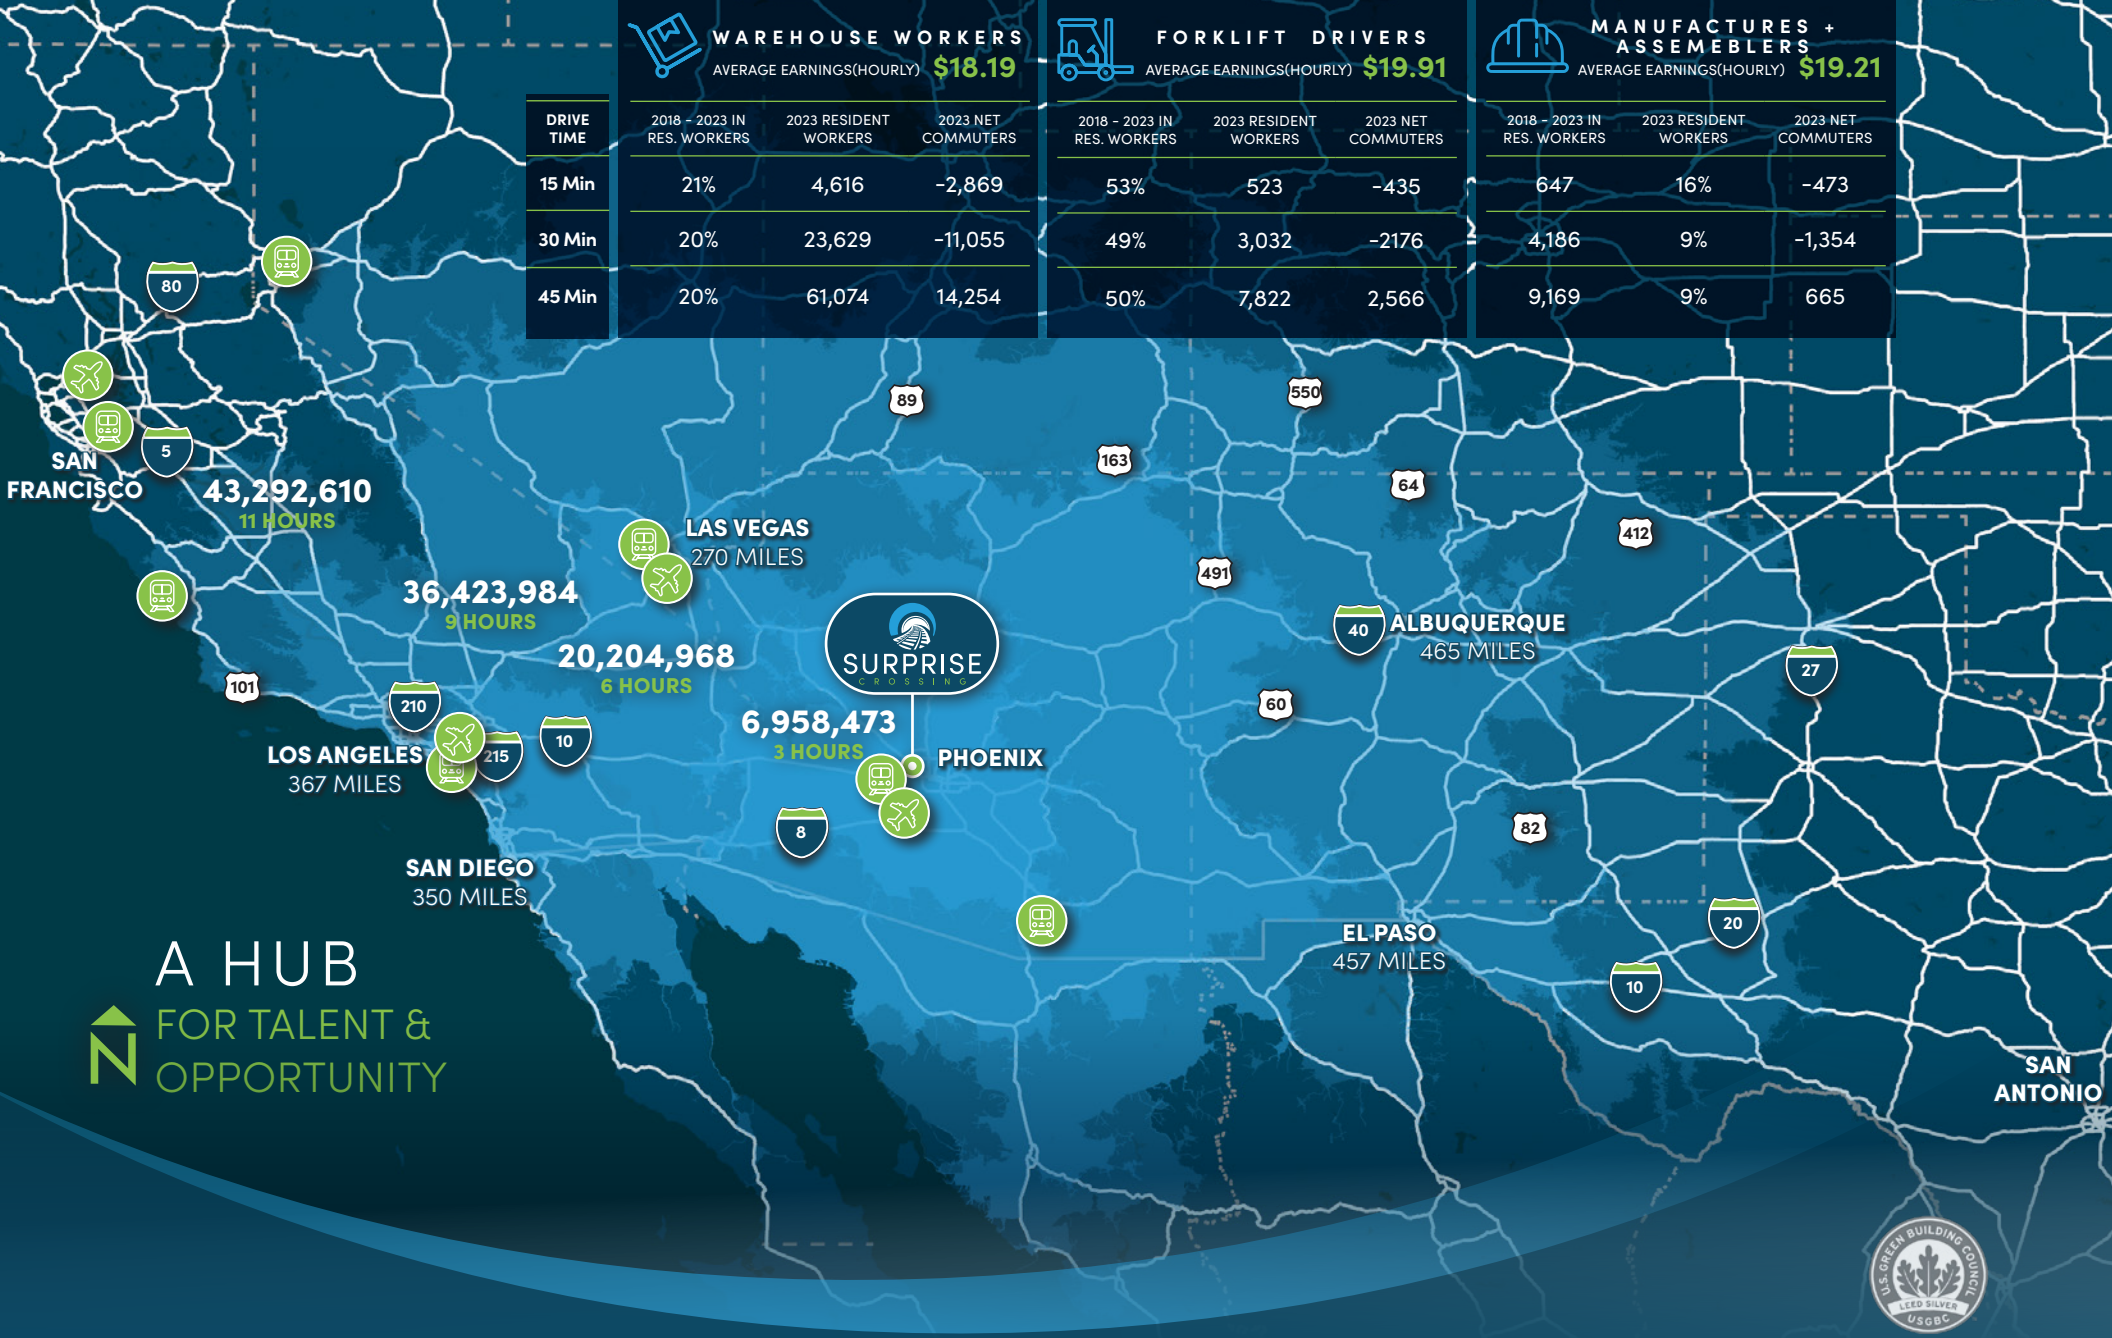 WAREHOUSE WORKERS
AVERAGE EARNINGS(HOURLY) $18.19
FORKLIFT DRIVERS
AVERAGE EARNINGS(HOURLY) $19.91
MANUFACTURES +
ASSEMEBLERS
AVERAGE EARNINGS(HOURLY) $19.21
DRIVE
TIME
2018 - 2023 IN
RES. WORKERS
2023 RESIDENT
WORKERS
2023 NET
COMMUTERS
2018 - 2023 IN
RES. WORKERS
2023 RESIDENT
WORKERS
2023 NET
COMMUTERS
2018 - 2023 IN
RES. WORKERS
2023 RESIDENT
WORKERS
2023 NET
COMMUTERS
15 Min 21% 4,616 -2,869 53% 523 -435 647 16% -473
30 Min 20% 23,629 -11,055 49% 3,032 -2176 4,186 9% -1,354
45 Min 20% 61,074 14,254 50% 7,822 2,566 9,169 9% 665
80
89
550
5
163
SAN
FRANCISCO
43,292,610
11 HOURS
64
LAS VEGAS
270 MILES
412
491
36,423,984
9 HOURS
SURPRISE
CROSSING
40
ALBUQUERQUE
465 MILES
20,204,968
6 HOURS
27
101
210
60
6,958,473
3 HOURS
10
215
LOS ANGELES
367 MILES
PHOENIX
8
82
SAN DIEGO
350 MILES
20
EL PASO
457 MILES
10
A HUB
FOR TALENT &
OPPORTUNITY
N
SAN
ANTONIO
U.S. GREEN BUILDING COUNCIL
LEED SILVER
USGBC